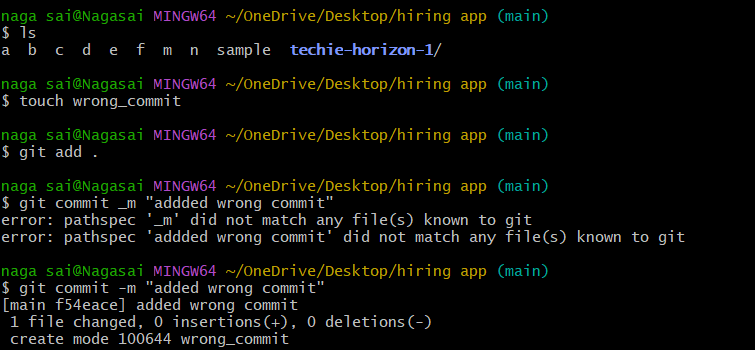 naga sai@Nagasai MINGW64 ~/OneDrive/Desktop/hiring app (main)
$ ls
a  b  c  d  e  f  m  n  sample  techie-horizon-1/
naga sai@Nagasai MINGW64 ~/OneDrive/Desktop/hiring app (main)
$ touch wrong_commit
naga sai@Nagasai MINGW64 ~/OneDrive/Desktop/hiring app (main)
$ git add .
naga sai@Nagasai MINGW64 ~/OneDrive/Desktop/hiring app (main)
$ git commit _m "addded wrong commit"
error: pathspec '_m' did not match any file(s) known to git
error: pathspec 'addded wrong commit' did not match any file(s) known to git
naga sai@Nagasai MINGW64 ~/OneDrive/Desktop/hiring app (main)
$ git commit -m "added wrong commit"
[main f54eace] added wrong commit
 1 file changed, 0 insertions(+), 0 deletions(-)
 create mode 100644 wrong_commit